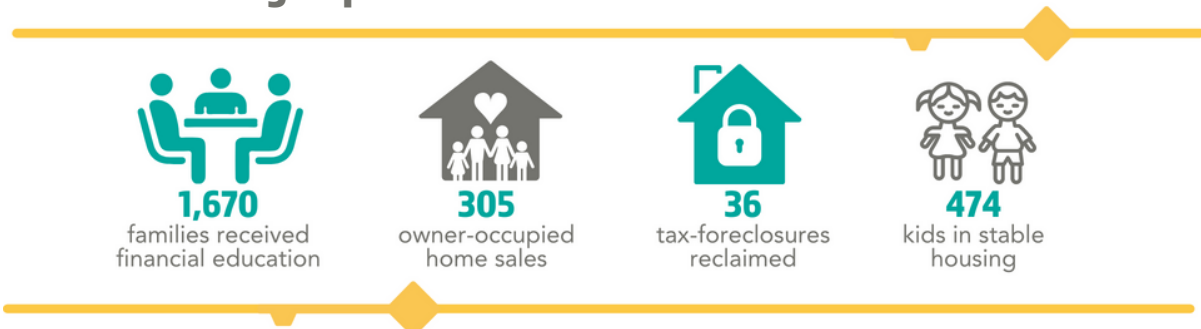 1,670
families received
financial education
305
owner-occupied
home sales
36
tax-foreclosures
reclaimed
474
kids in stable
housing